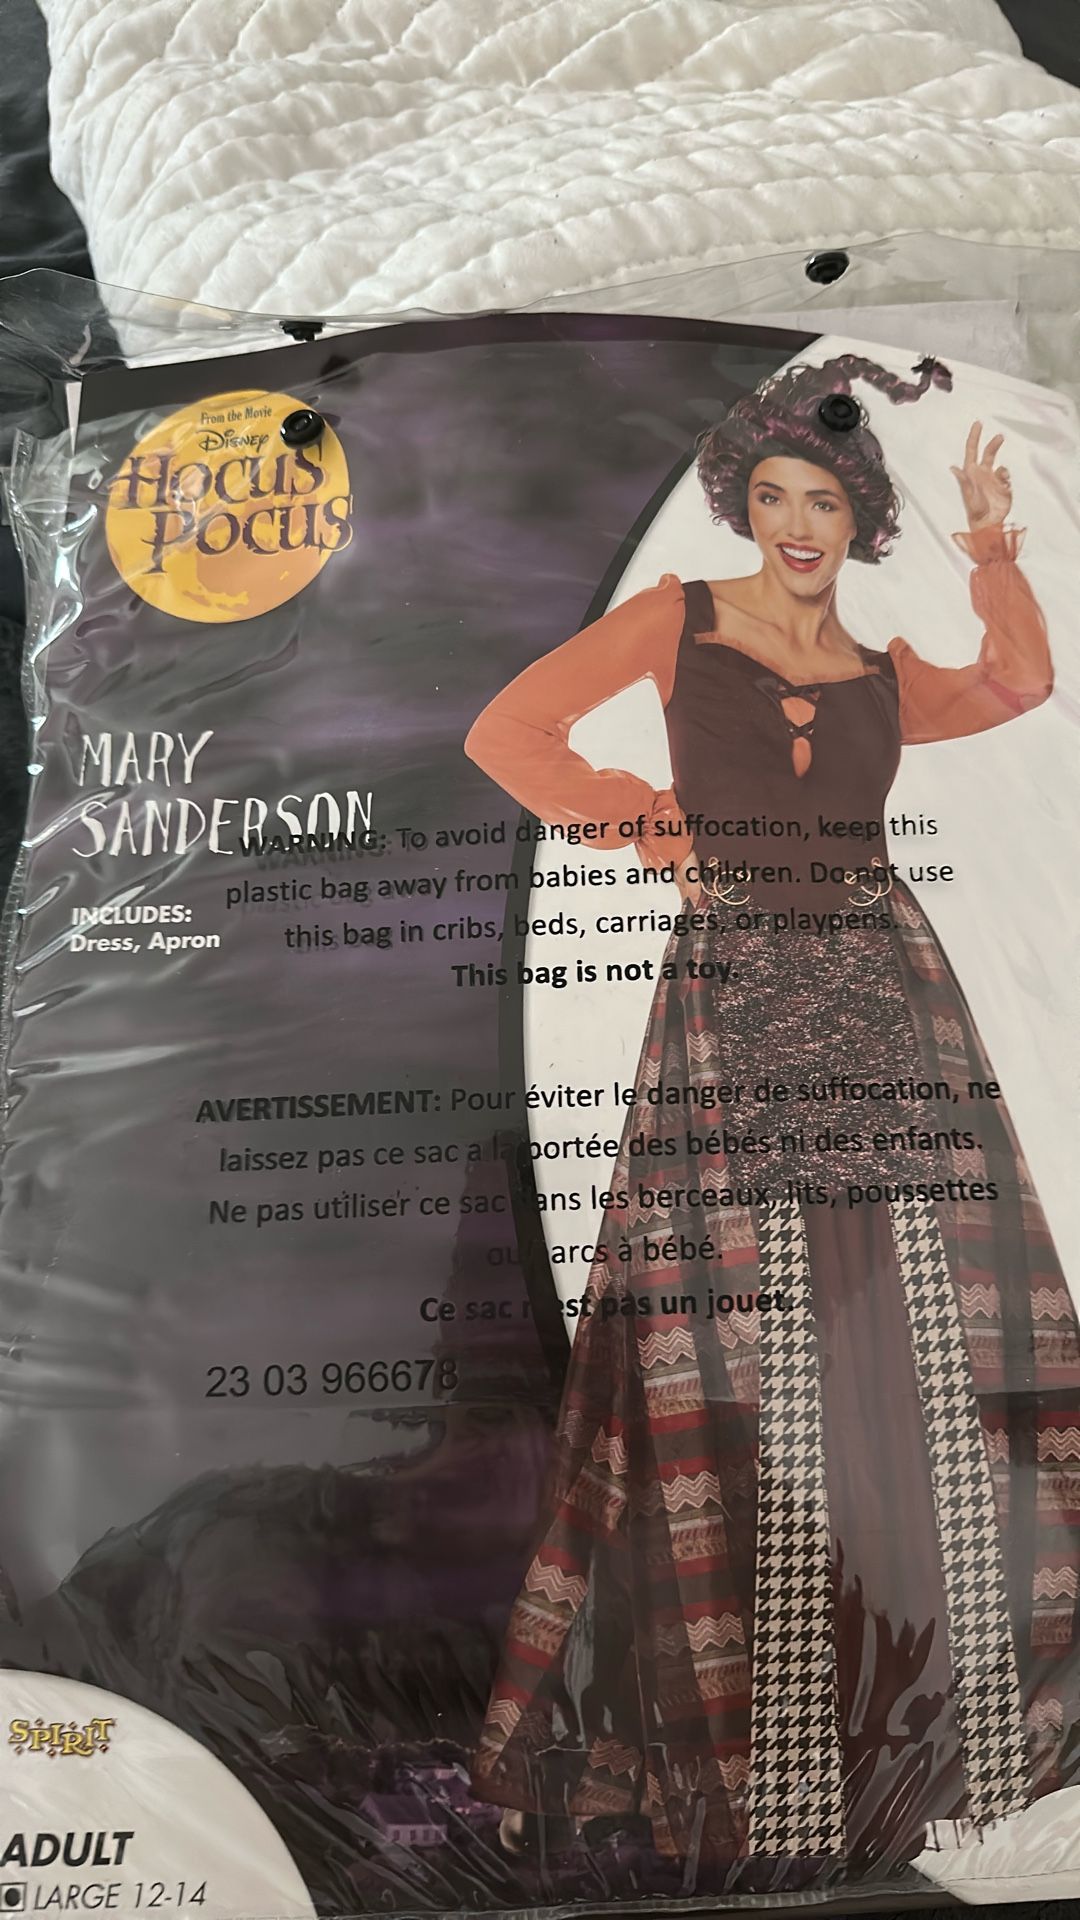 From the Movie
Disney
HOCUS
POCUS
MARY
SANDERSON
INCLUDES:
Dress, Apron
WARNING: To avoid danger of suffocation, keep this
plastic bag away from babies and children. Do not use
this bag in cribs, beds, carriages, or playpens.
This bag is not a toy.
AVERTISSEMENT: Pour éviter le danger de suffocation, ne
laissez pas ce sac a la portée des bébés ni des enfants.
Ne pas utiliser ce sac dans les berceaux, lits, poussettes
ou parcs à bébé.
Ce sac n'est pas un jouet.
23 03 966678
SPIRIT
ADULT
LARGE 12-14